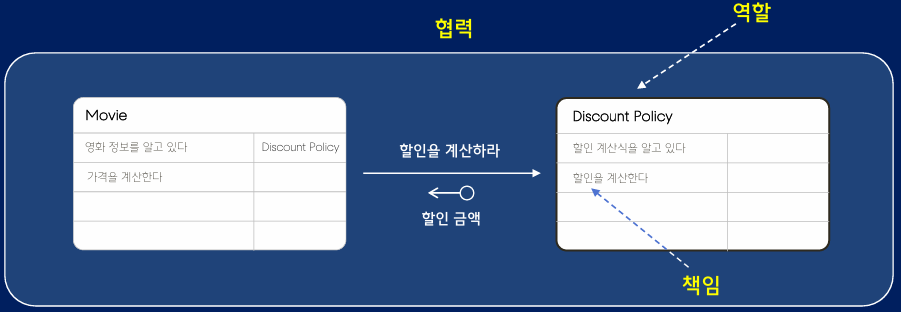 역할
협력
Movie
영화 정보를 알고 있다
Discount Policy
가격을 계산한다
할인을 계산하라
할인 금액
Discount Policy
할인 계산식을 알고 있다
할인을 계산한다
책임